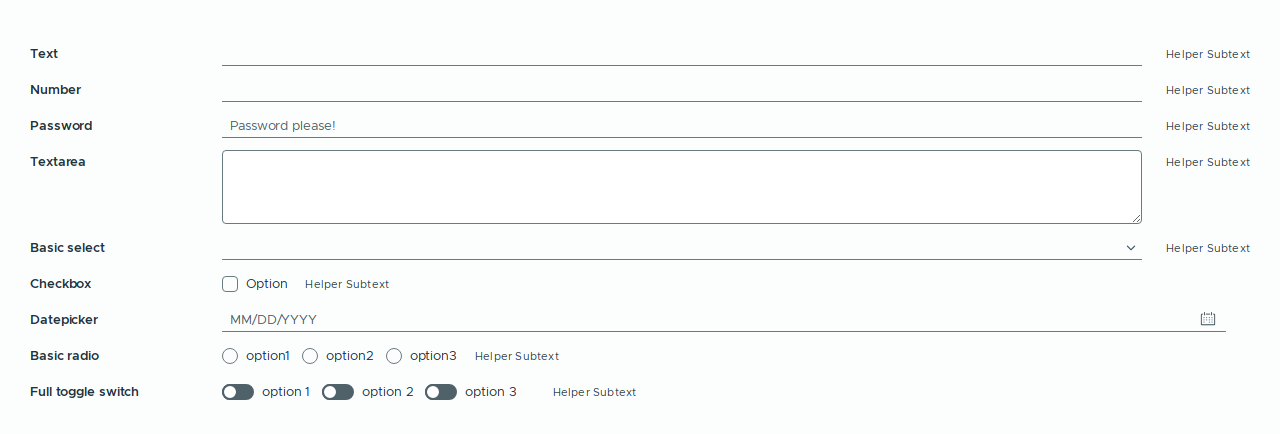 Text Helper Subtext
Number Helper Subtext
Password Password please! Helper Subtext
Textarea Helper Subtext
Basic select Helper Subtext
Checkbox Option Helper Subtext
Datepicker MM/DD/YYYY
Basic radio option1 option2 option3 Helper Subtext
Full toggle switch option 1 option 2 option 3 Helper Subtext